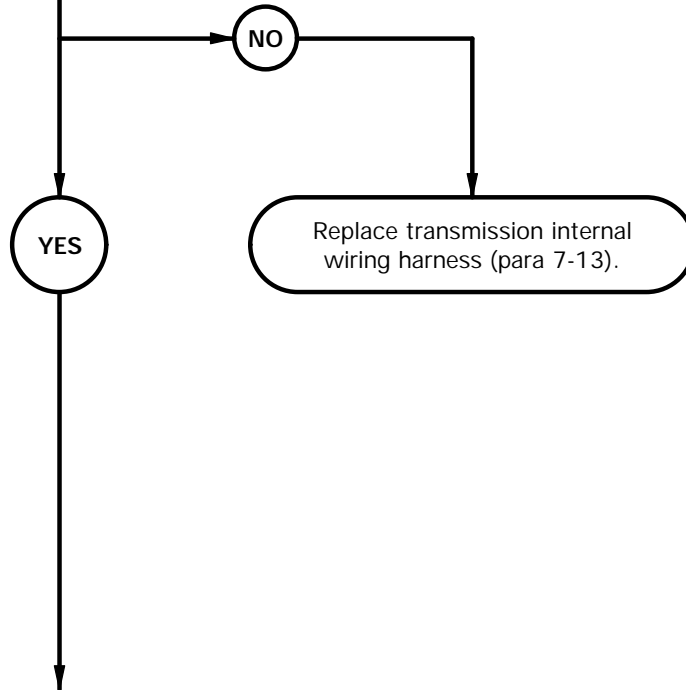 NO
YES
Replace transmission internal
wiring harness (para 7-13).